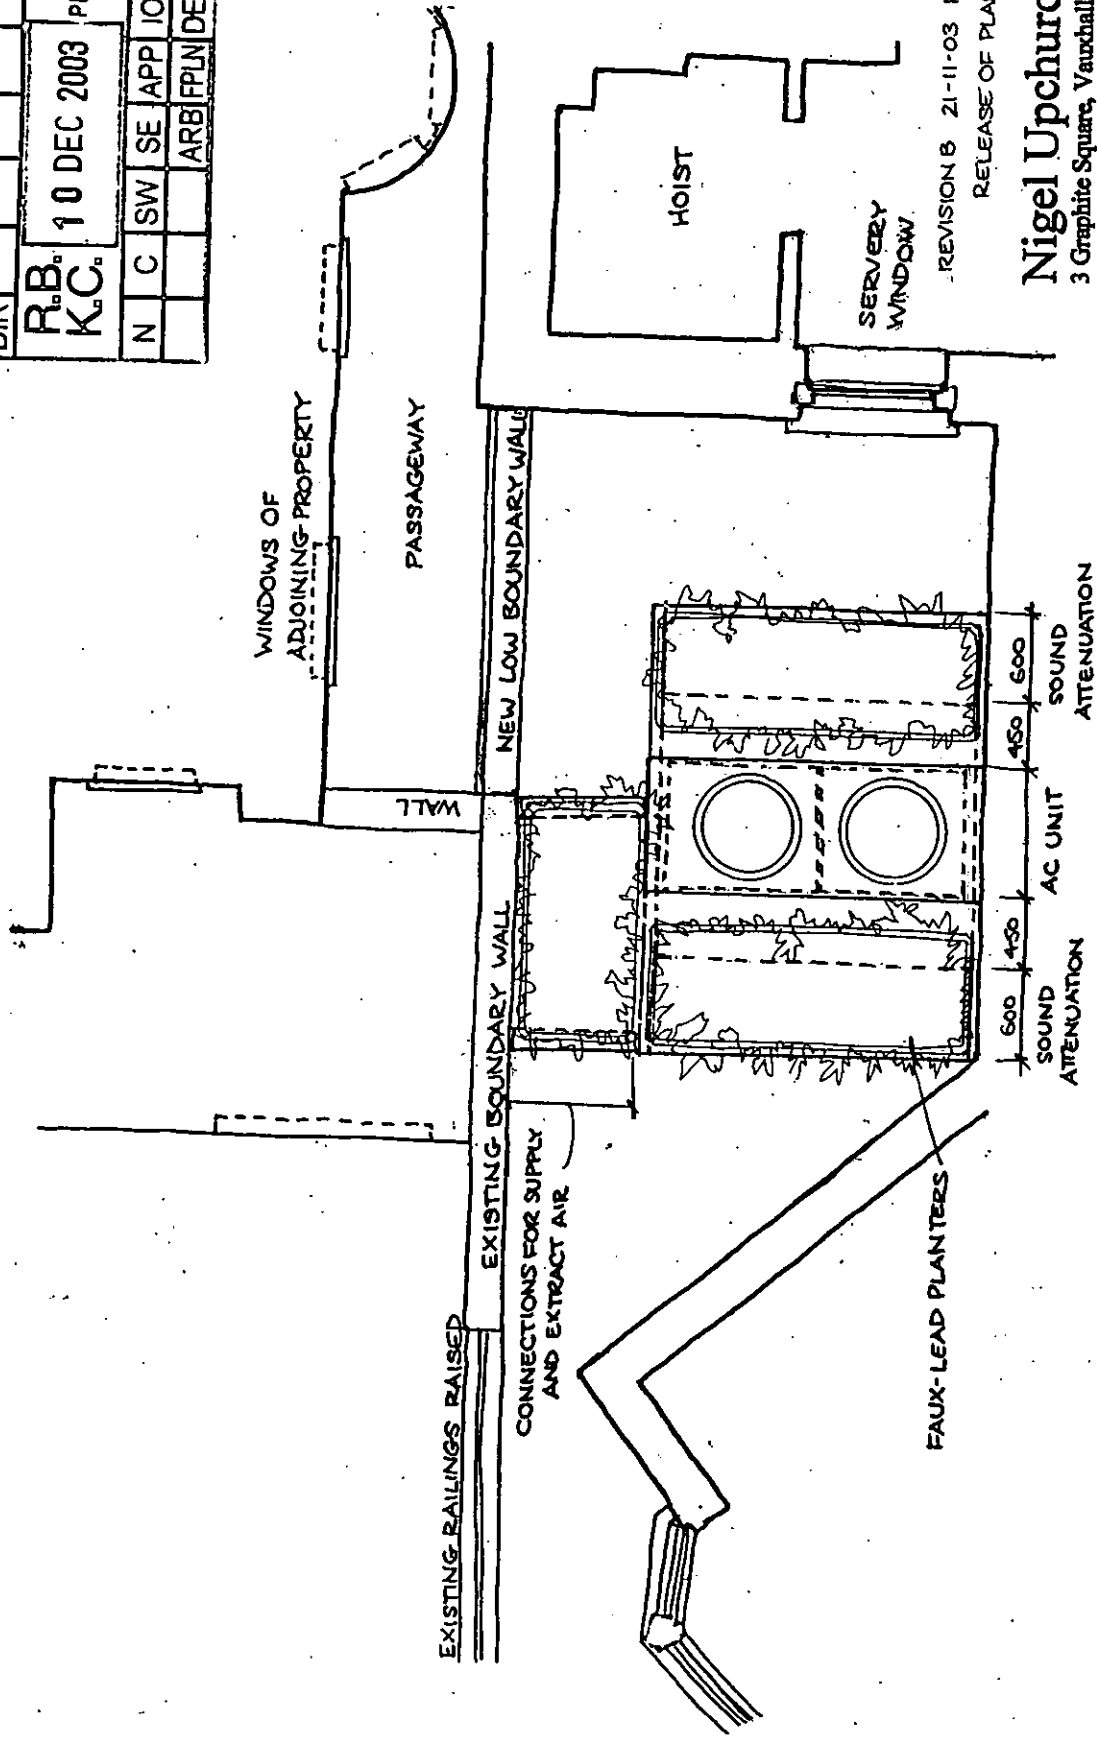 R.B.
K.C.
10 DEC 2003
N C SW SE APP IO
ARB FPLN DE
WINDOWS OF
ADJOINING PROPERTY
PASSAGEWAY
HOIST
SERVERY
WINDOW
REVISION B 21-11-03
RELEASE OF
Nigel
3 Graphite Square, Vauxhall
WALL
NEW LOW BOUNDARY WALL
EXISTING BOUNDARY WALL
EXISTING RAILINGS RAISED
CONNECTIONS FOR SUPPLY
AND EXTRACT AIR
FAUX-LEAD PLANTERS
600
SOUND
ATTENUATION
450
AC UNIT
450
600
SOUND
ATTENUATION